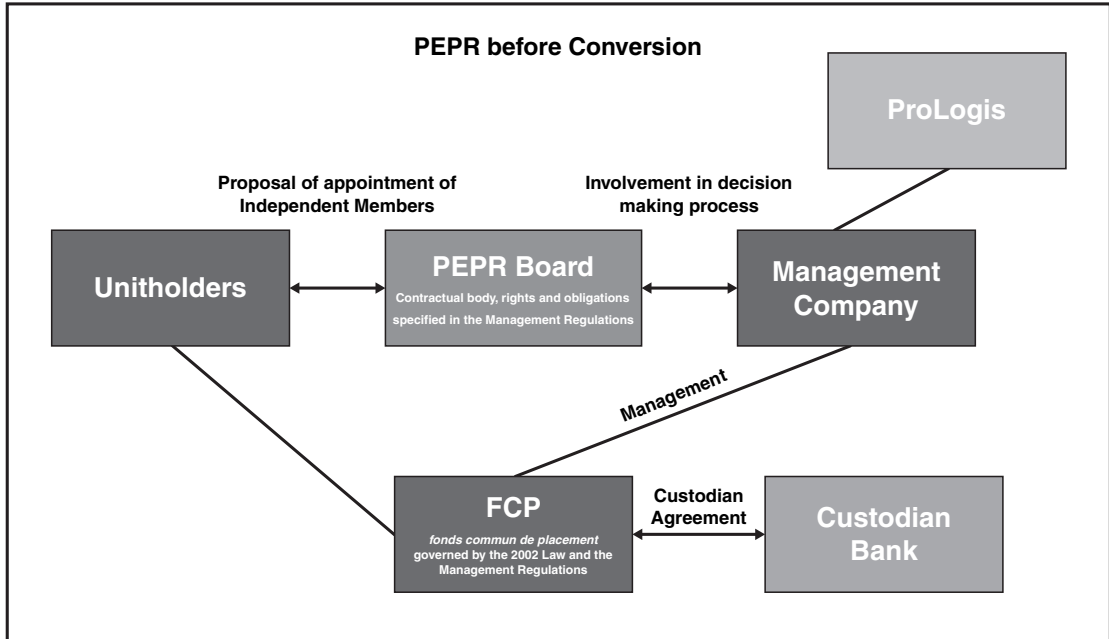 PEPR before Conversion
ProLogis
Proposal of appointment of
Independent Members
Involvement in decision
making process
Unitholders
PEPR Board
Contractual body, rights and obligations
specified in the Management Regulations
Management
Company
Management
FCP
fonds commun de placement
governed by the 2002 Law and the
Management Regulations
Custodian
Agreement
Custodian
Bank